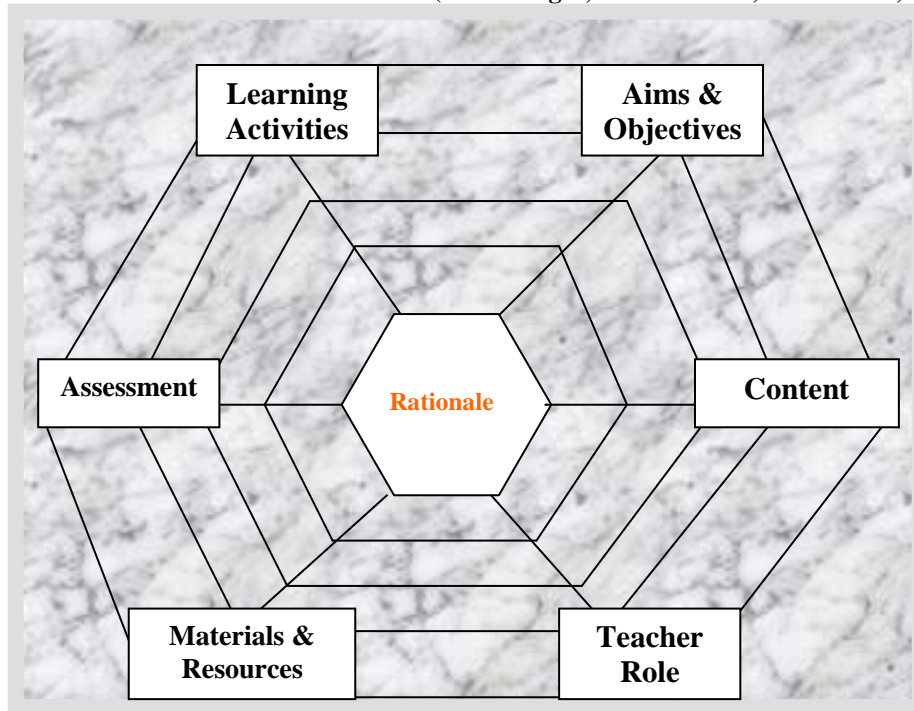 Learning
Activities
Aims &
Objectives
Assessment
Rationale
Content
Materials &
Resources
Teacher
Role